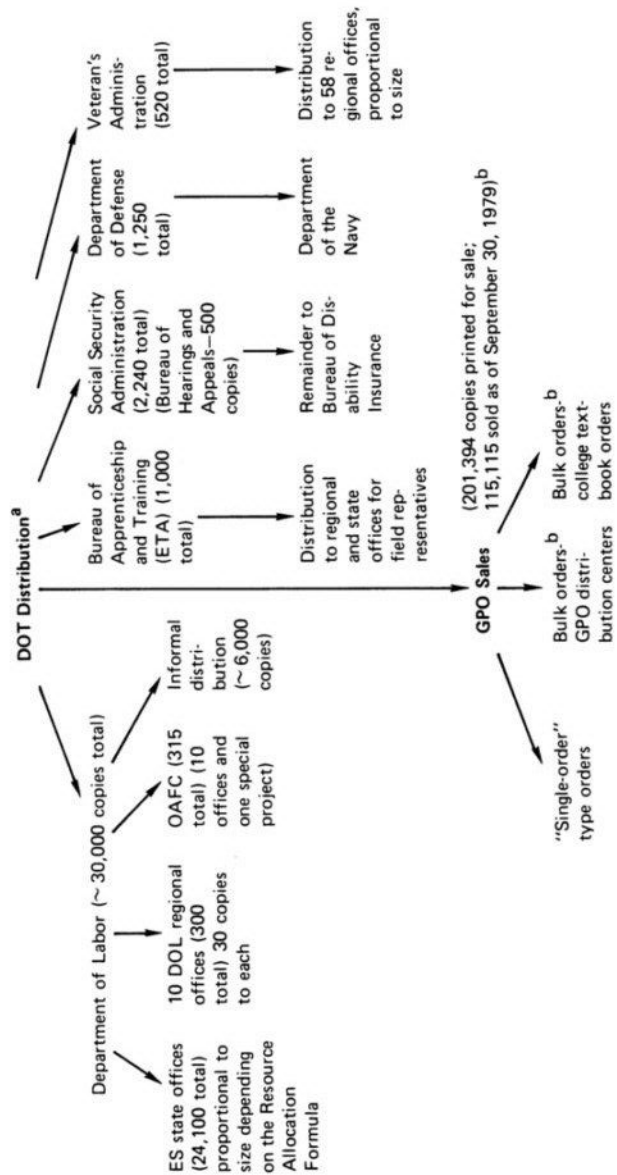 DOT Distributionᵃ
Department of Labor (~ 30,000 copies total)
ES state offices
(24,100 total)
proportional to
size depending
on the Resource
Allocation
Formula
10 DOL regional
offices (300
total) 30 copies
to each
OAFC (315
total) (10
offices and
one special
project)
Informal
distri-
bution
(~ 6,000
copies)
Bureau of
Apprenticeship
and Training
(ETA) (1,000
total)
Distribution
to regional
and state
offices for
field rep-
resentatives
Social Security
Administration
(2,240 total)
(Bureau of
Hearings and
Appeals—500
copies)
Remainder to
Bureau of Dis-
ability
Insurance
Department
of Defense
(1,250
total)
Department
of the
Navy
Veteran's
Adminis-
tration
(520 total)
Distribution
to 58 re-
gional offices,
proportional
to size
GPO Sales
(201,394 copies printed for sale;
115,115 sold as of September 30, 1979)ᵇ
"Single-order"
type orders
Bulk orders-ᵇ
GPO distri-
bution centers
Bulk orders-ᵇ
college text-
book orders